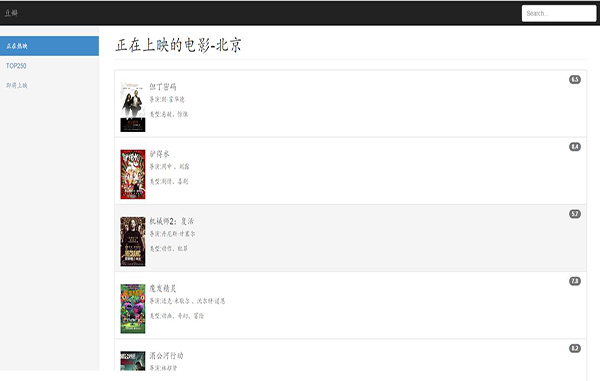 豆瓣
Search...
正在热映
TOP250
即将上映
正在上映的电影-北京
6.5
但丁密码
导演:朗·霍华德
类型:悬疑、惊悚
8.4
驴得水
导演:周申 、刘露
类型:剧情、喜剧
5.7
机械师2：复活
导演:丹尼斯·甘塞尔
类型:动作、犯罪
7.8
魔发精灵
导演:迈克·米歇尔 、沃尔特·道恩
类型:动画、奇幻、冒险
8.2
湄公河行动
导演:林超贤